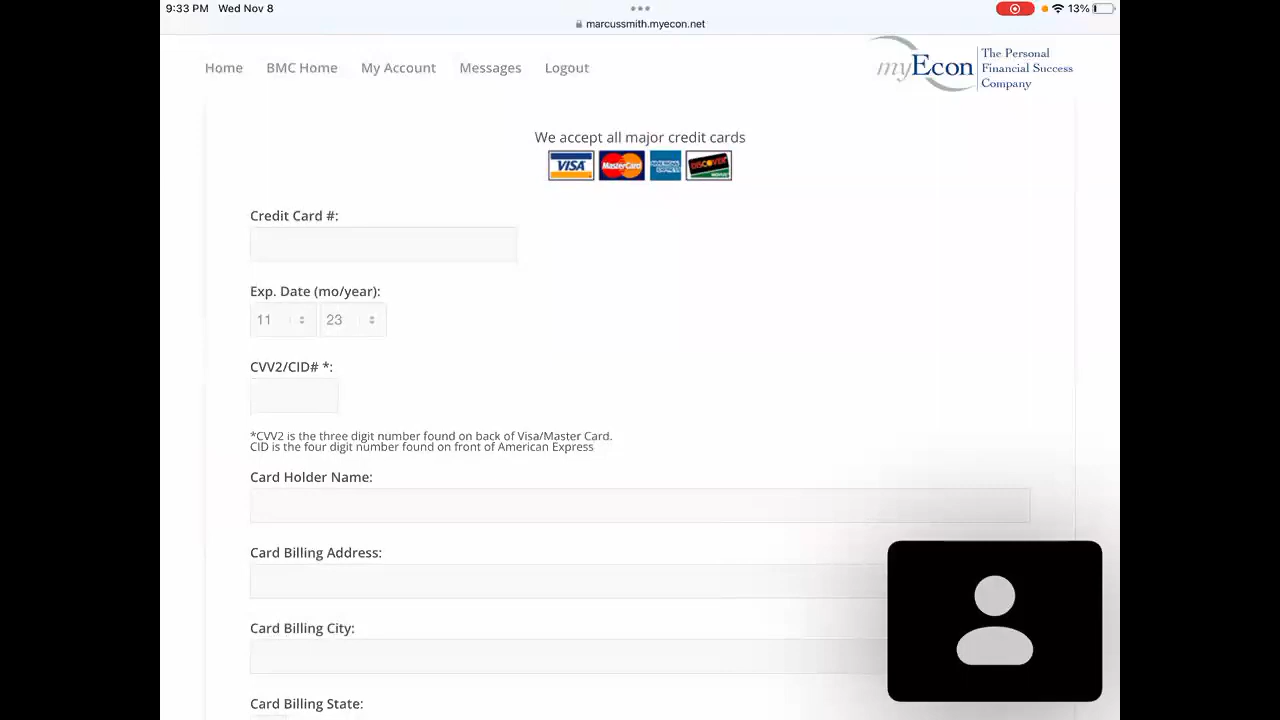 9:33 PM Wed Nov 8
13%
marcussmith.myecon.net
Home BMC Home My Account Messages Logout
myEcon
The Personal
Financial Success
Company
We accept all major credit cards
VISA MasterCard AMERICAN EXPRESS DISCOVER
Credit Card #:
Exp. Date (mo/year):
11 23
CVV2/CID# *:
*CVV2 is the three digit number found on back of Visa/Master Card.
CID is the four digit number found on front of American Express
Card Holder Name:
Card Billing Address:
Card Billing City:
Card Billing State: